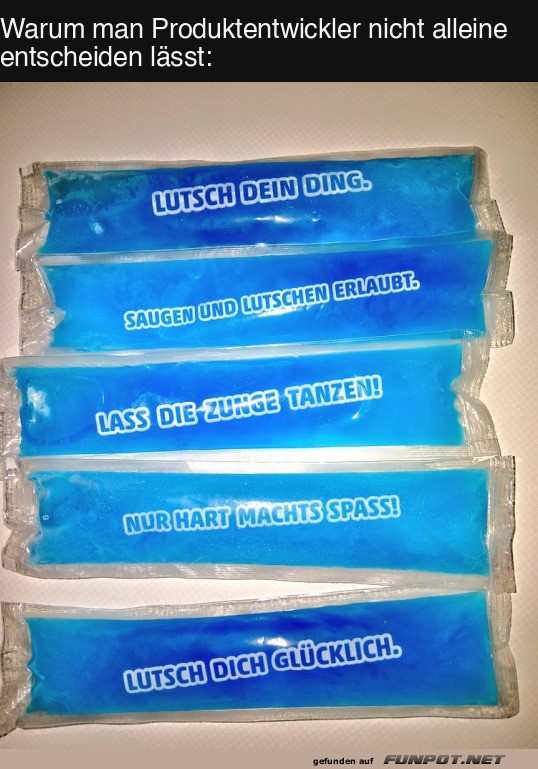 Warum man Produktentwickler nicht alleine
entscheiden lässt:
LUTSCH DEIN DING.
SAUGEN UND LUTSCHEN ERLAUBT.
LASS DIE ZUNGE TANZEN!
NUR HART MACHTS SPASS!
LUTSCH DICH GLÜCKLICH.
gefunden auf FUNPOT.NET